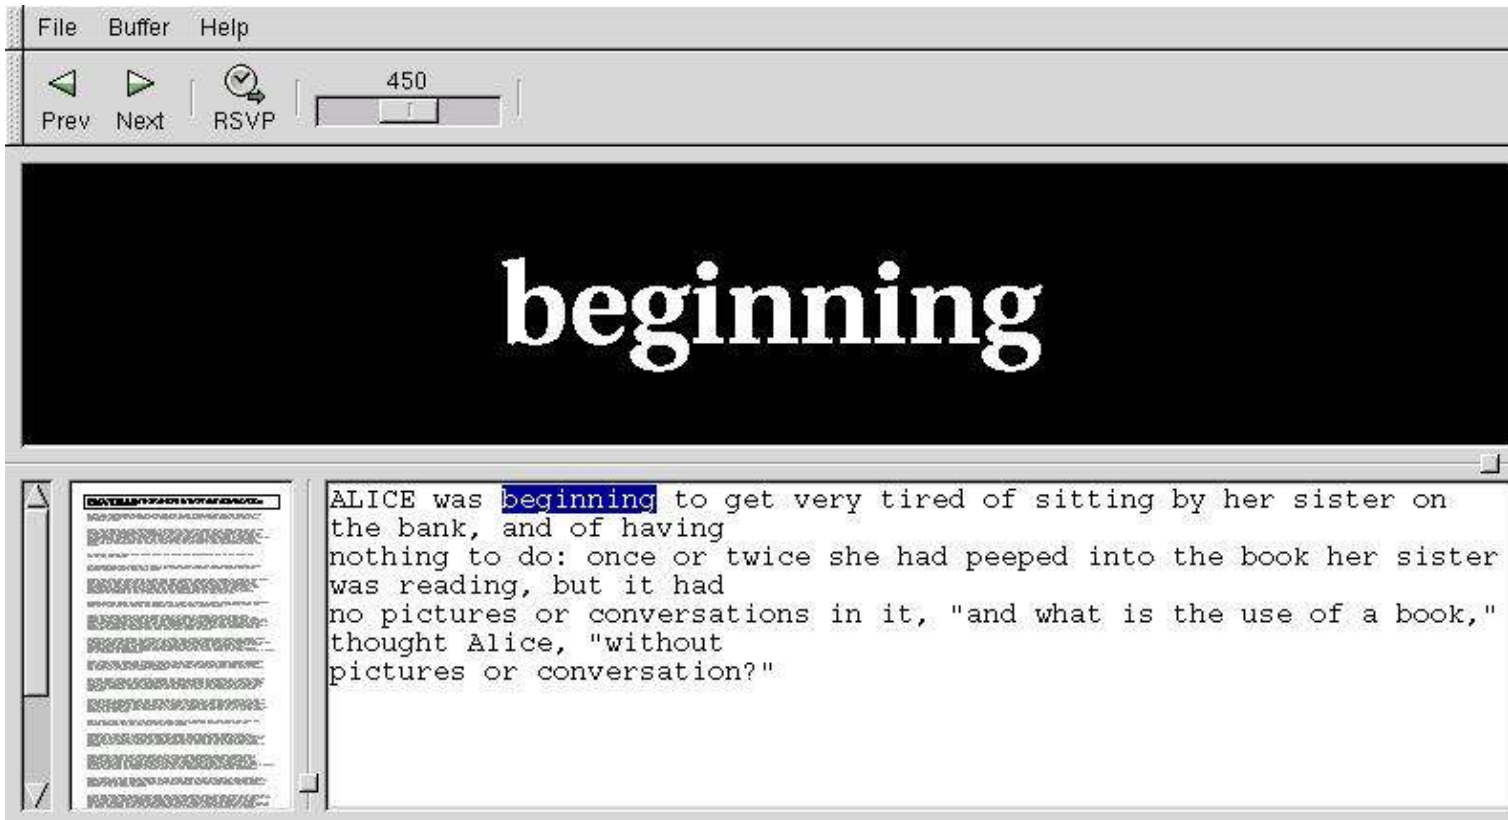 File Buffer Help
450
Prev Next RSVP
beginning
ALICE was beginning to get very tired of sitting by her sister on
the bank, and of having
nothing to do: once or twice she had peeped into the book her sister
was reading, but it had
no pictures or conversations in it, "and what is the use of a book,"
thought Alice, "without
pictures or conversation?"